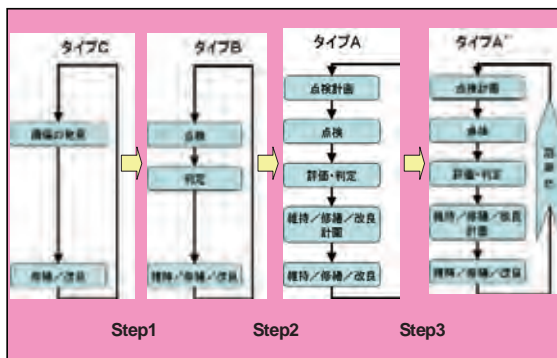 タイプC
損傷の発見
修繕／改良
タイプB
点検
判定
維持／修繕／改良
タイプA
点検計画
点検
評価・判定
維持／修繕／改良
計画
維持／修繕／改良
タイプA'
点検計画
点検
評価・判定
維持／修繕／改良
計画
維持／修繕／改良
Step1
Step2
Step3